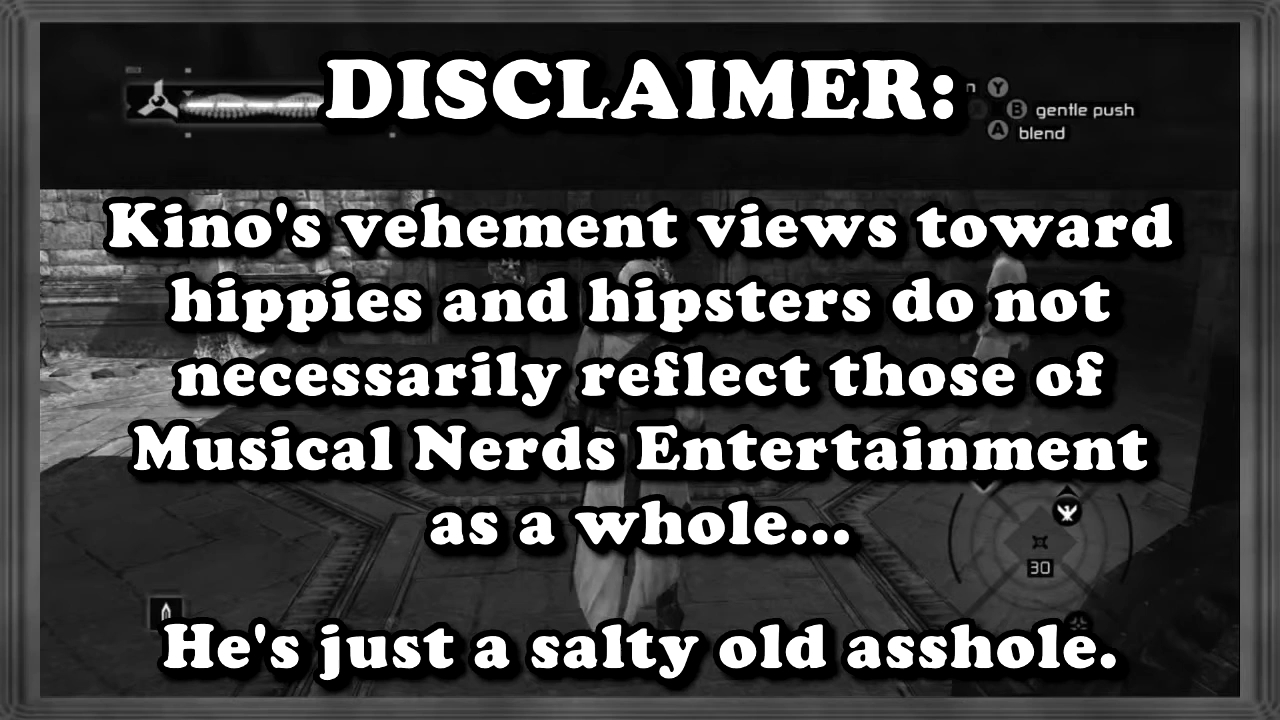 DISCLAIMER:
Y
B gentle push
A blend
Kino's vehement views toward
hippies and hipsters do not
necessarily reflect those of
Musical Nerds Entertainment
as a whole...
30
He's just a salty old asshole.